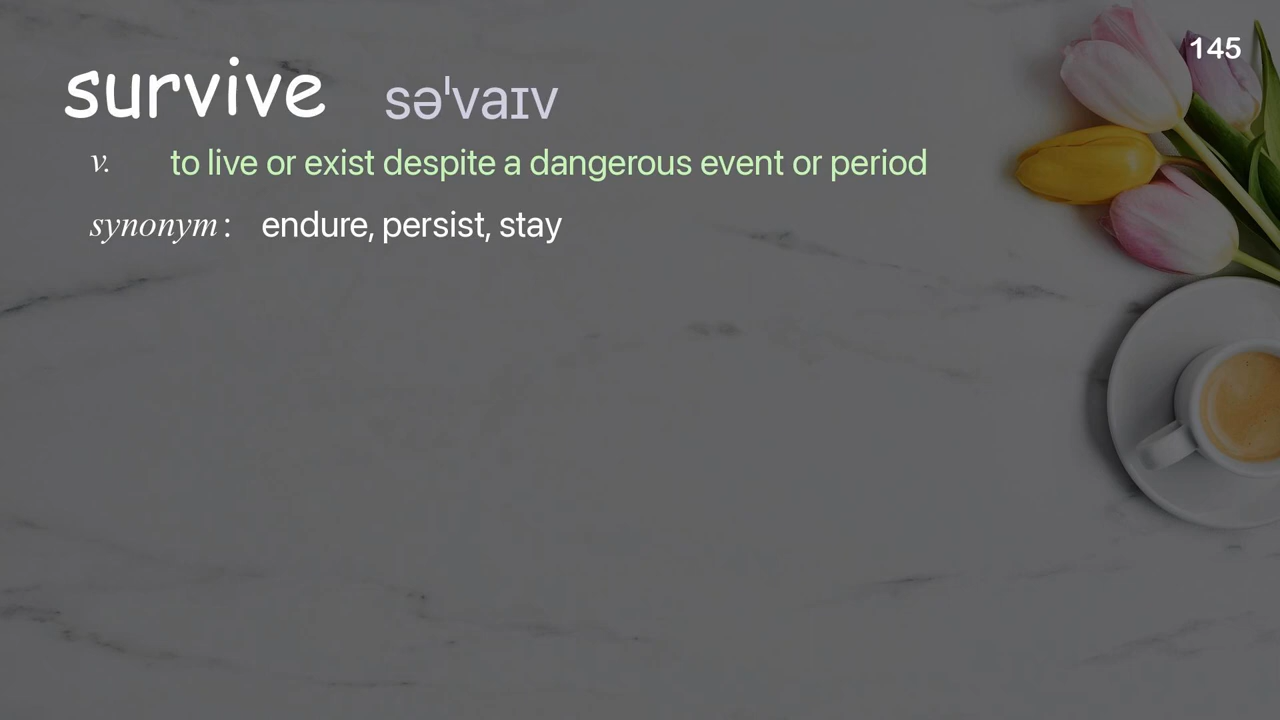 145
survive səˈvaɪv
v. to live or exist despite a dangerous event or period
synonym : endure, persist, stay